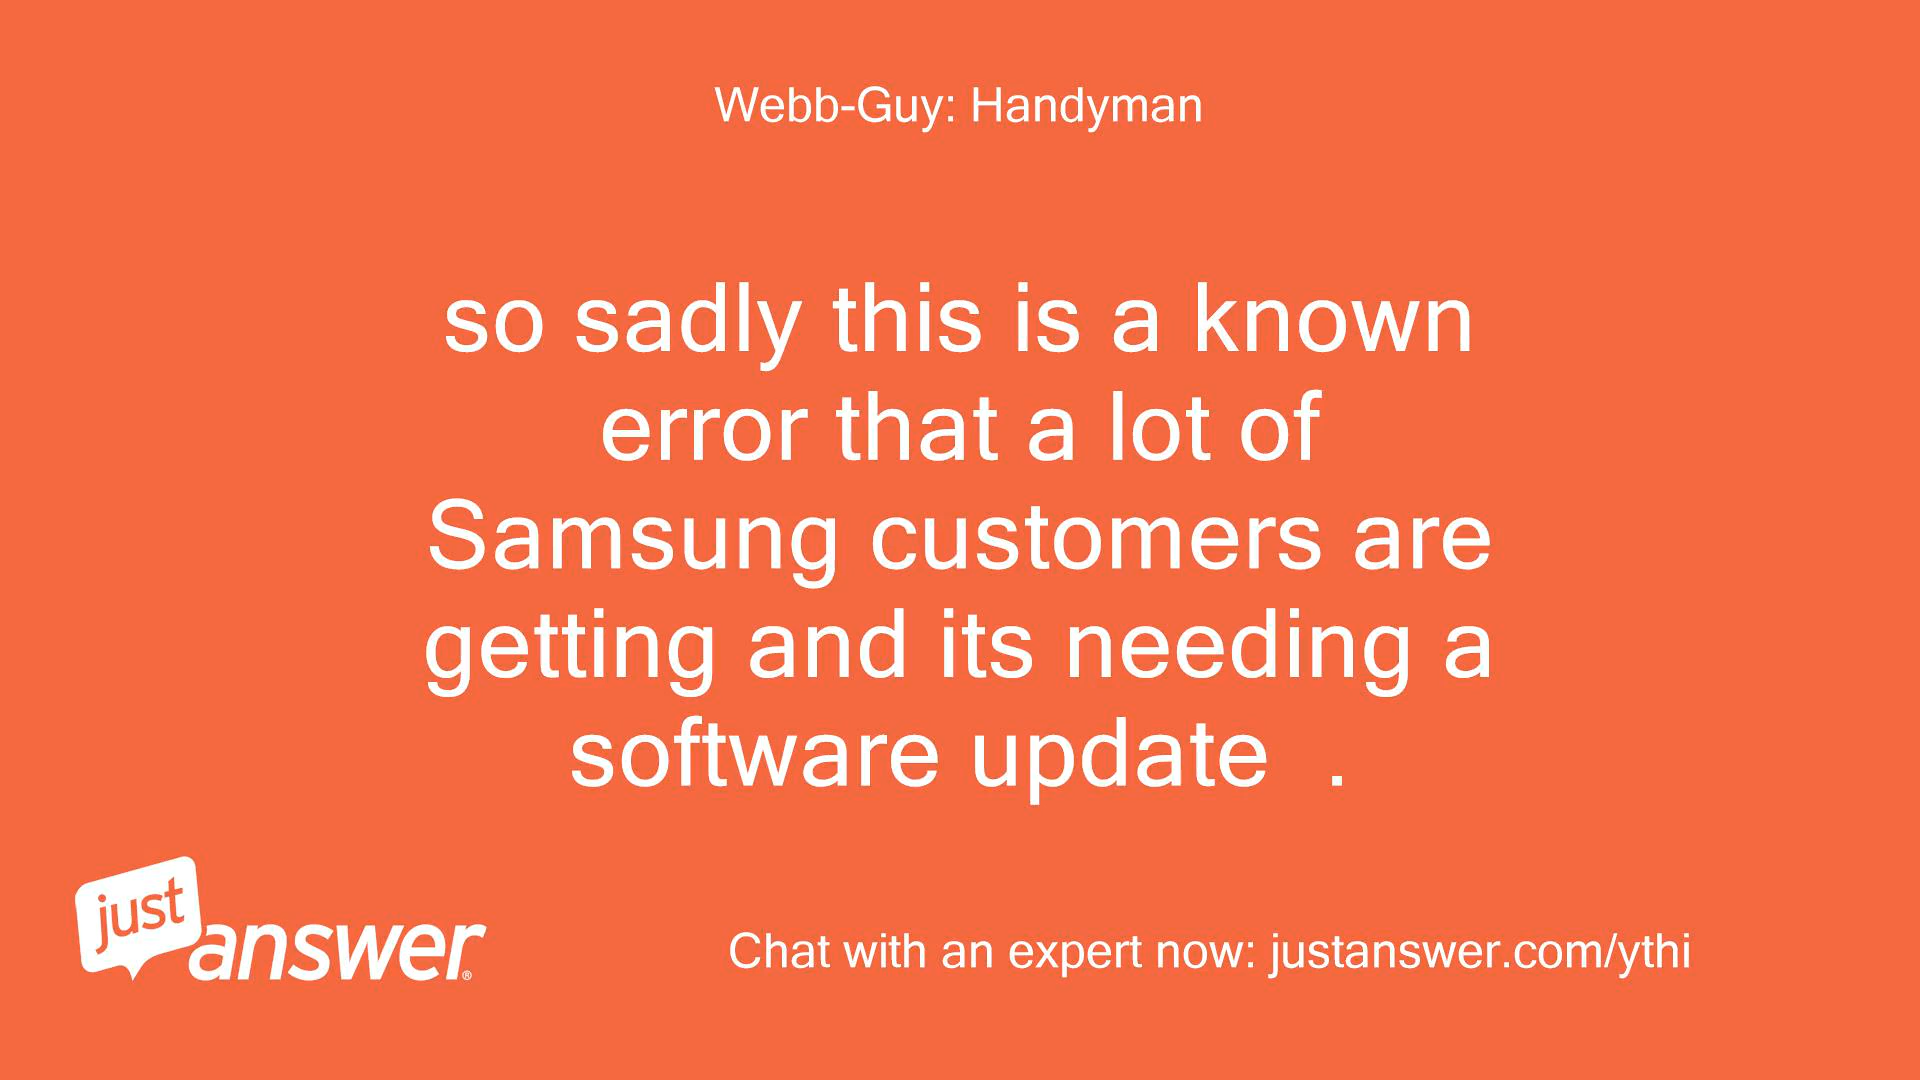 Webb-Guy: Handyman
so sadly this is a known
error that a lot of
Samsung customers are
getting and its needing a
software update  .
just
answer®
Chat with an expert now: justanswer.com/ythi